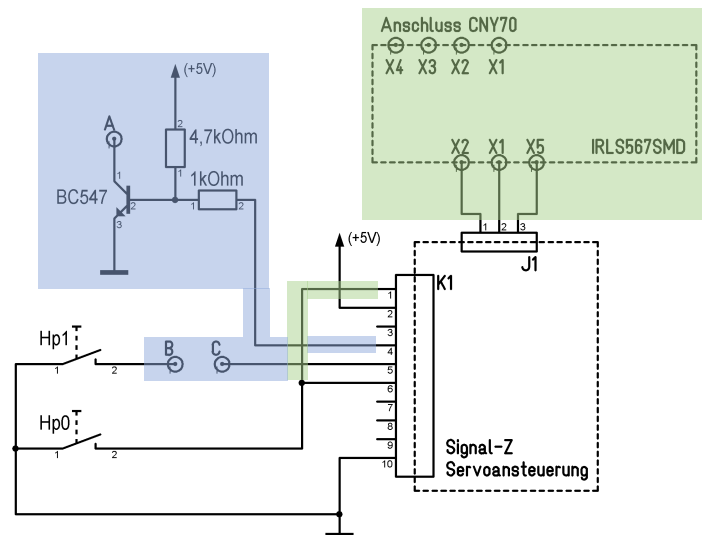 Anschluss CNY70
X4 X3 X2 X1
(+5V)
A
2
4,7kOhm
1
1kOhm
1
BC547
2
1 2
3
X2 X1 X5
IRLS567SMD
1 2 3
J1
(+5V)
K1
1
2
3
4
5
6
7
8
9
10
Hp1
1 2
B C
Hp0
1 2
Signal-Z
Servoansteuerung